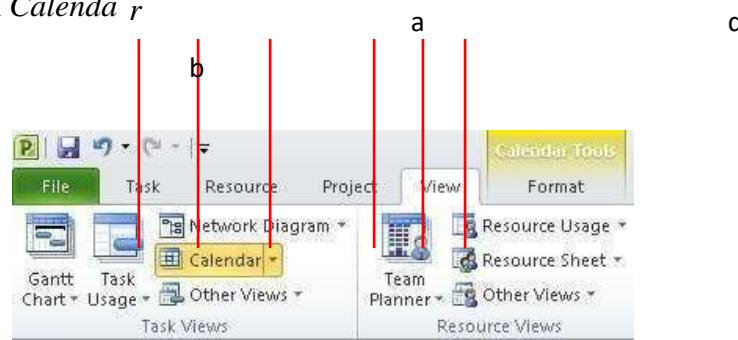 Calenda r
a
b
File Task Resource Project View Format
Calendar Tools
Network Diagram
Resource Usage
Calendar
Resource Sheet
Gantt Chart
Task Usage
Other Views
Team Planner
Other Views
Task Views
Resource Views